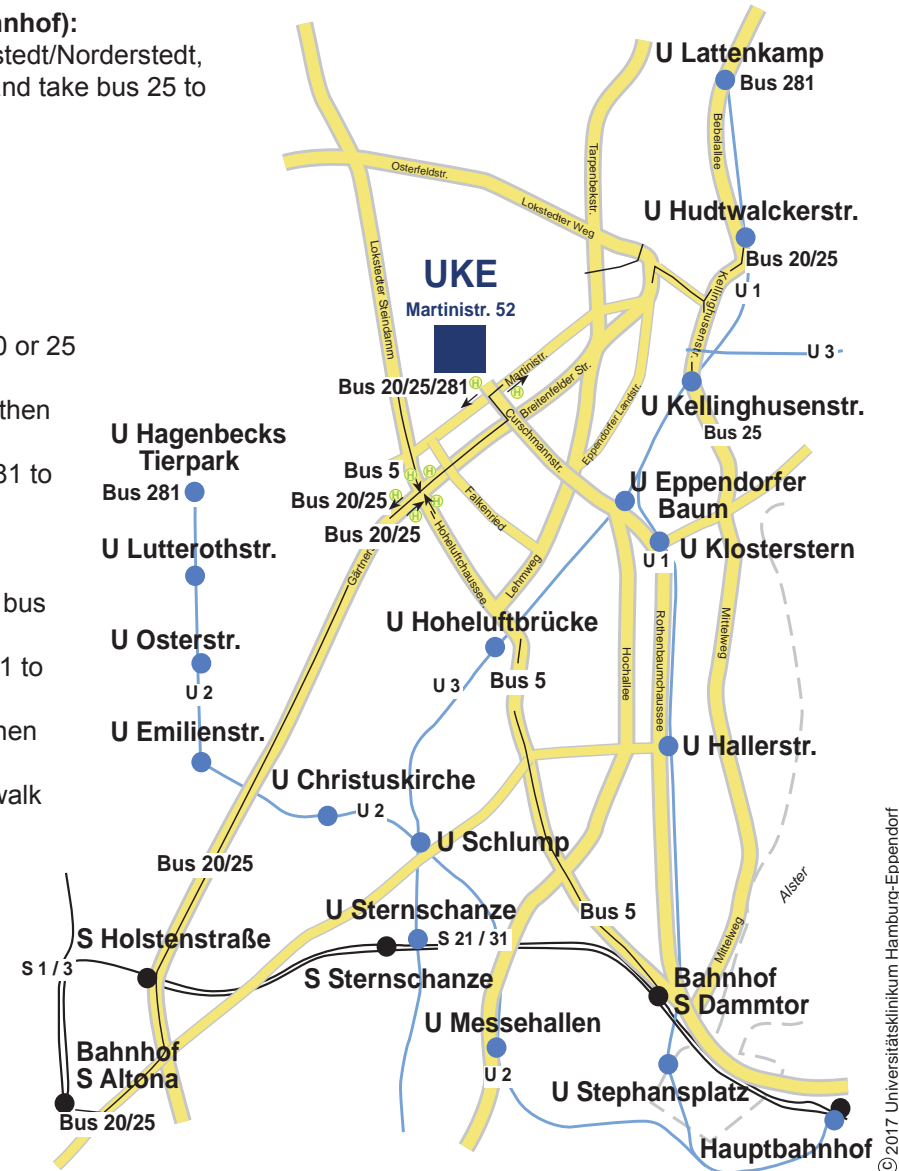 nhof):
stedt/Norderstedt,
and take bus 25 to
0 or 25
then
31 to
bus
1 to
hen
walk
U Lattenkamp
Bus 281
Bebelallee
Osterfeldstr.
Tarpenbekstr.
Lokstedter Weg
U Hudtwalckerstr.
Bus 20/25
U 1
Kellinghusenstr.
Lokstedter Steindamm
UKE
Martinistr. 52
U 3
Martinistr.
Bus 20/25/281
H
H
Breitenfelder Str.
U Kellinghusenstr.
Bus 25
Eppendorfer Landstr.
Curschmannstr.
U Hagenbecks
Tierpark
Bus 281
Bus 5
H
H
Bus 20/25
H
H
H
Bus 20/25
Falkenried
U Eppendorfer
Baum
U Lutterothstr.
Hoheluftchaussee
Lehmweg
U Klosterstern
U 1
U Osterstr.
U 2
U Hoheluftbrücke
U 3
Bus 5
Hochallee
Rothenbaumchaussee
Mittelweg
U Emilienstr.
U Hallerstr.
U Christuskirche
U 2
U Schlump
Bus 20/25
Alster
U Sternschanze
Bus 5
S Holstenstraße
S 21 / 31
Mittelweg
S 1 / 3
S Sternschanze
Bahnhof
S Dammtor
U Messehallen
Bahnhof
S Altona
U 2
U Stephansplatz
Bus 20/25
Hauptbahnhof
©2017 Universitätsklinikum Hamburg-Eppendorf